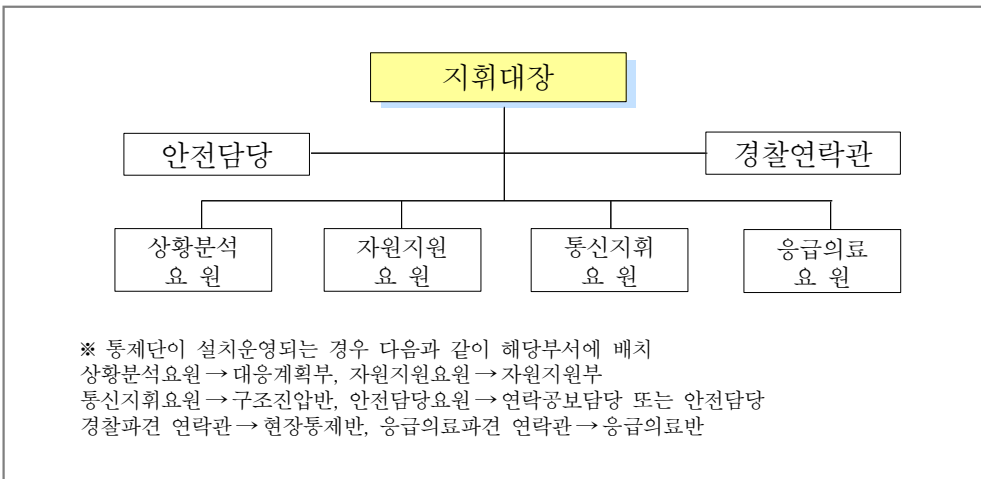 지휘대장
안전담당
경찰연락관
상황분석
요 원
자원지원
요 원
통신지휘
요 원
응급의료
요 원
※ 통제단이 설치운영되는 경우 다음과 같이 해당부서에 배치
상황분석요원→대응계획부, 자원지원요원→자원지원부
통신지휘요원→구조진압반, 안전담당요원→연락공보담당 또는 안전담당
경찰파견 연락관→현장통제반, 응급의료파견 연락관→응급의료반